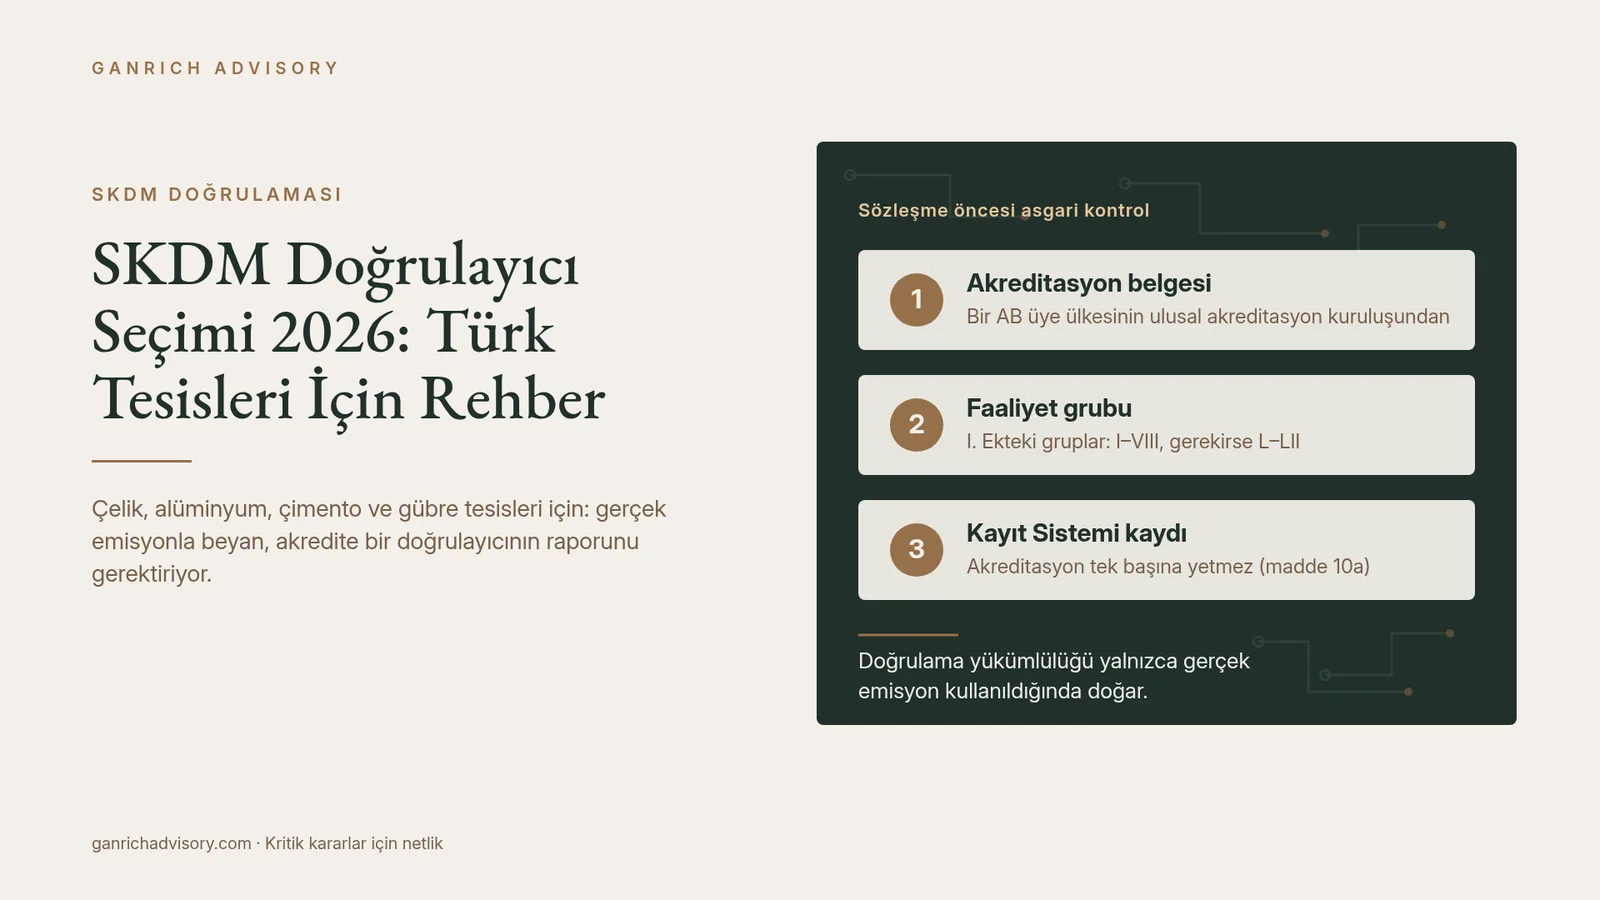 GANRICH ADVISORY
SKDM DOĞRULAMASI
SKDM Doğrulayıcı
Seçimi 2026: Türk
Tesisleri İçin Rehber
Çelik, alüminyum, çimento ve gübre tesisleri için: gerçek
emisyonla beyan, akredite bir doğrulayıcının raporunu
gerektiriyor.
ganrichadvisory.com · Kritik kararlar için netlik
Sözleşme öncesi asgari kontrol
1
Akreditasyon belgesi
Bir AB üye ülkesinin ulusal akreditasyon kuruluşundan
2
Faaliyet grubu
I. Ekteki gruplar: I–VIII, gerekirse L–LII
3
Kayıt Sistemi kaydı
Akreditasyon tek başına yetmez (madde 10a)
Doğrulama yükümlülüğü yalnızca gerçek
emisyon kullanıldığında doğar.